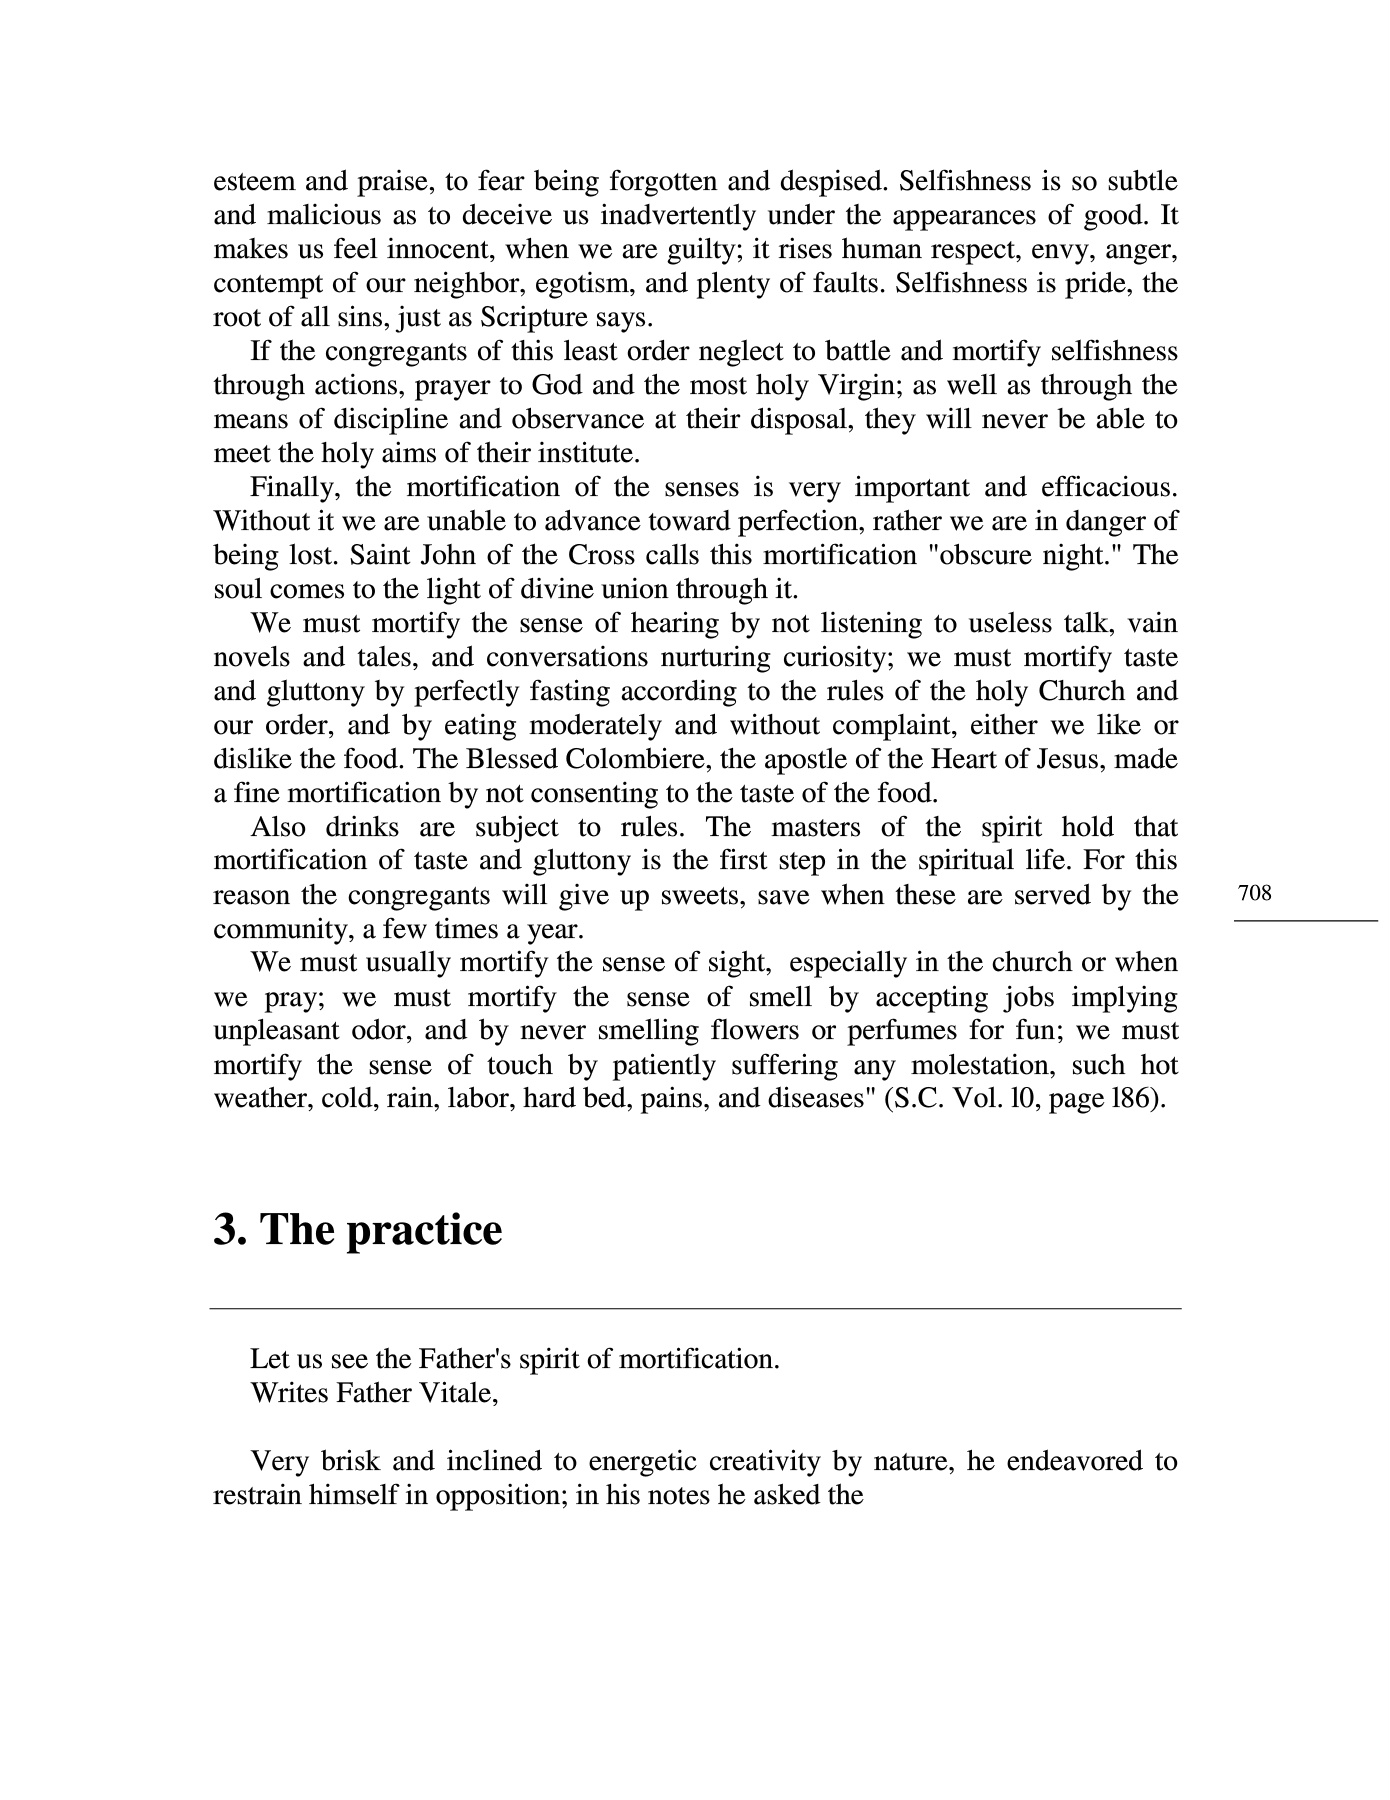 esteem and praise, to fear being forgotten and despised. Selfishness is so subtle
and malicious as to deceive us inadvertently under the appearances of good. It
makes us feel innocent, when we are guilty; it rises human respect, envy, anger,
contempt of our neighbor, egotism, and plenty of faults. Selfishness is pride, the
root of all sins, just as Scripture says.
If the congregants of this least order neglect to battle and mortify selfishness
through actions, prayer to God and the most holy Virgin; as well as through the
means of discipline and observance at their disposal, they will never be able to
meet the holy aims of their institute.
Finally, the mortification of the senses is very important and efficacious.
Without it we are unable to advance toward perfection, rather we are in danger of
being lost. Saint John of the Cross calls this mortification "obscure night." The
soul comes to the light of divine union through it.
We must mortify the sense of hearing by not listening to useless talk, vain
novels and tales, and conversations nurturing curiosity; we must mortify taste
and gluttony by perfectly fasting according to the rules of the holy Church and
our order, and by eating moderately and without complaint, either we like or
dislike the food. The Blessed Colombiere, the apostle of the Heart of Jesus, made
a fine mortification by not consenting to the taste of the food.
Also drinks are subject to rules. The masters of the spirit hold that
mortification of taste and gluttony is the first step in the spiritual life. For this
reason the congregants will give up sweets, save when these are served by the
community, a few times a year.
708
We must usually mortify the sense of sight,  especially in the church or when
we pray; we must mortify the sense of smell by accepting jobs implying
unpleasant odor, and by never smelling flowers or perfumes for fun; we must
mortify the sense of touch by patiently suffering any molestation, such hot
weather, cold, rain, labor, hard bed, pains, and diseases" (S.C. Vol. l0, page l86).
3. The practice
Let us see the Father's spirit of mortification.
Writes Father Vitale,
Very brisk and inclined to energetic creativity by nature, he endeavored to
restrain himself in opposition; in his notes he asked the